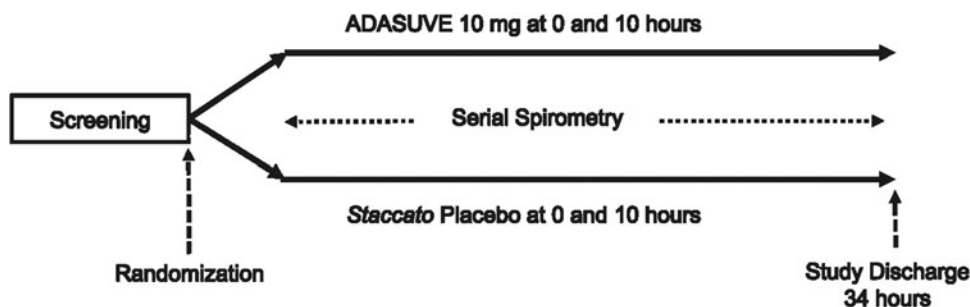 ADASUVE 10 mg at 0 and 10 hours
Screening
Serial Spirometry
Staccato Placebo at 0 and 10 hours
Randomization
Study Discharge
34 hours